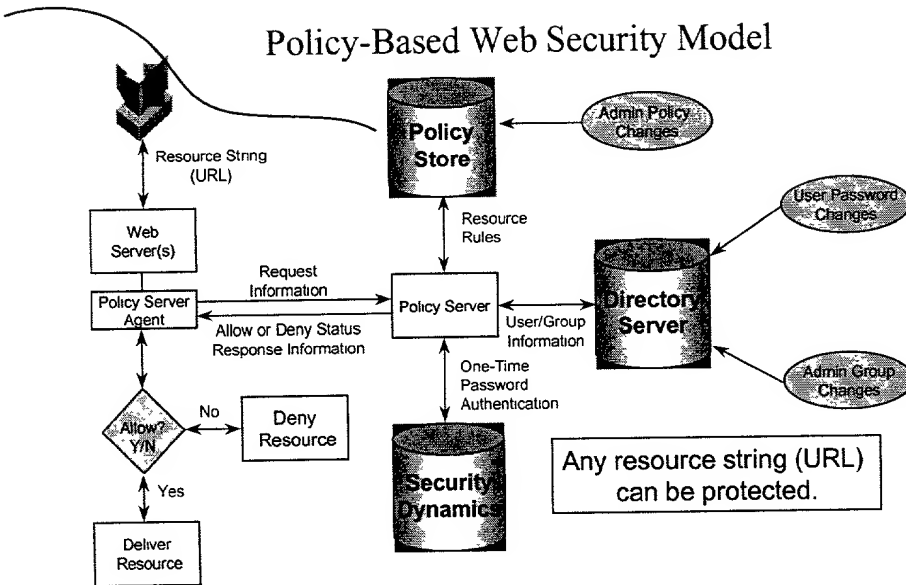 Policy-Based Web Security Model
Resource String
(URL)
Policy
Store
Admin Policy
Changes
Web
Server(s)
Resource
Rules
User Password
Changes
Request
Information
Policy Server
Agent
Policy Server
Directory
Server
Allow or Deny Status
Response Information
User/Group
Information
One-Time
Password
Authentication
Admin Group
Changes
Allow?
Y/N
No
Deny
Resource
Yes
Security
Dynamics
Any resource string (URL)
can be protected.
Deliver
Resource